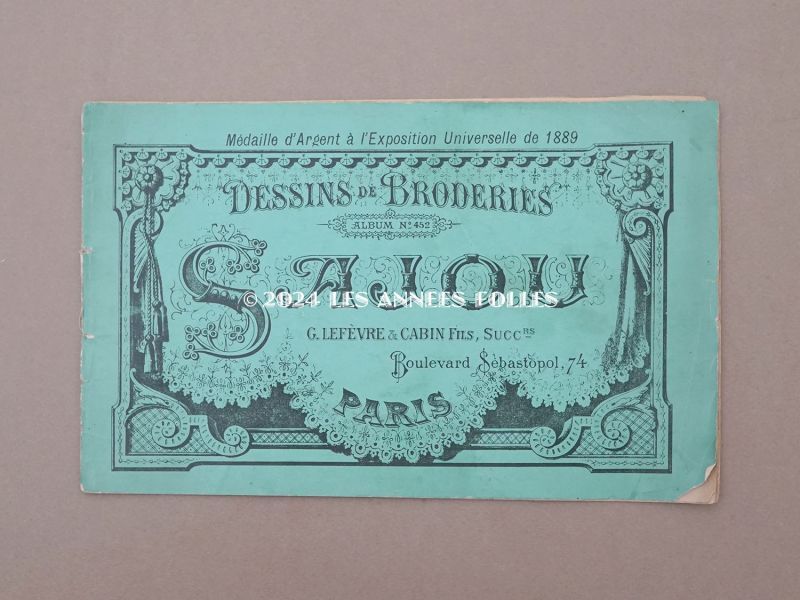 Médaille d'Argent à l'Exposition Universelle de 1889
DESSINS DE BRODERIES
ALBUM No. 452
SAJOU
©2024 LES ANNEES FOLLES
G. LEFÈVRE & CABIN FILS, SUCCRS
Boulevard Sébastopol, 74
PARIS